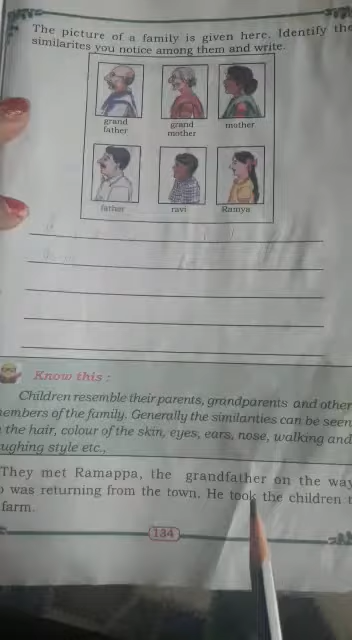 The picture of a family is given here. Identify the
similarites you notice among them and write.
grand
father
grand
mother
mother
father
ravi
Ramya
Know this :
Children resemble their parents, grandparents and other
members of the family. Generally the similarities can be seen
the hair, colour of the skin, eyes, ears, nose, walking and
laughing style etc.,
They met Ramappa, the grandfather on the way
was returning from the town. He took the children
farm.
134